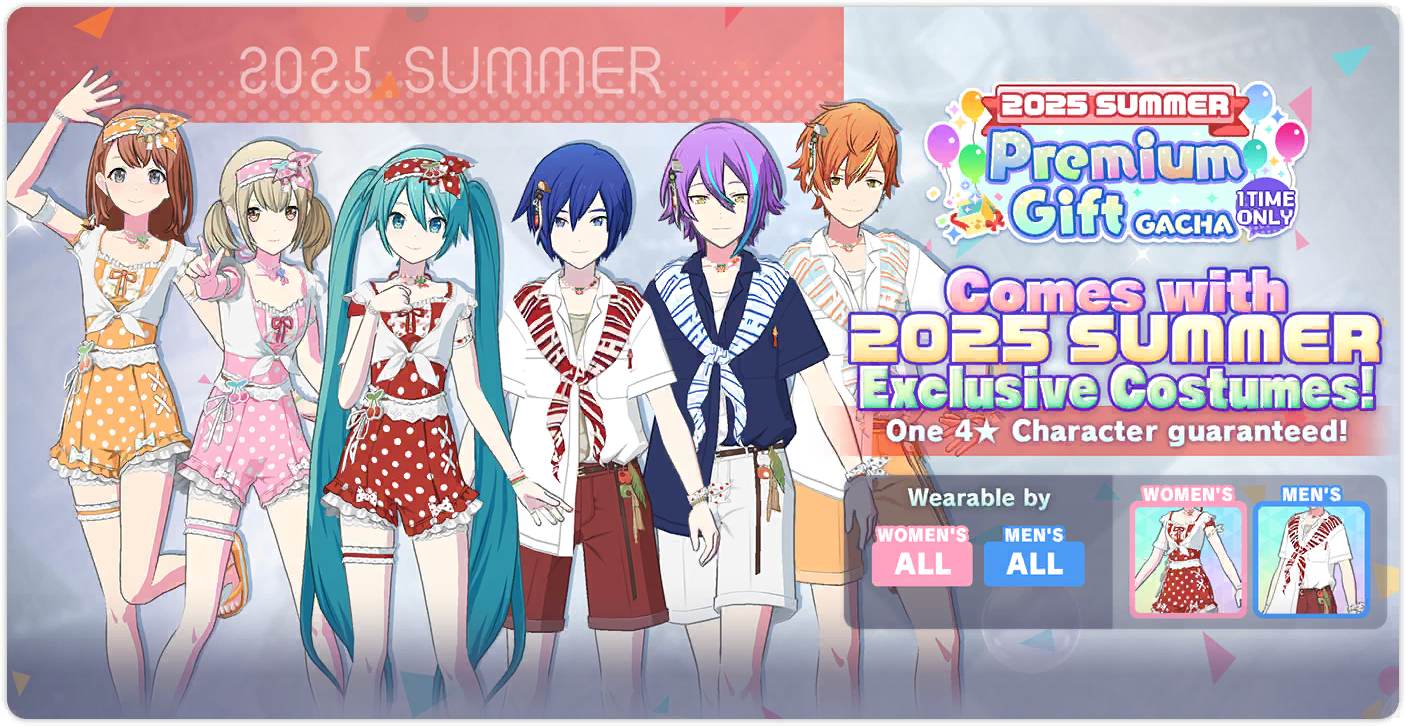 2025 SUMMER
2025 SUMMER
Premium
Gift GACHA
1TIME
ONLY
Comes with
2025 SUMMER
Exclusive Costumes!
One 4★ Character guaranteed!
Wearable by
WOMEN'S
ALL
MEN'S
ALL
WOMEN'S
MEN'S